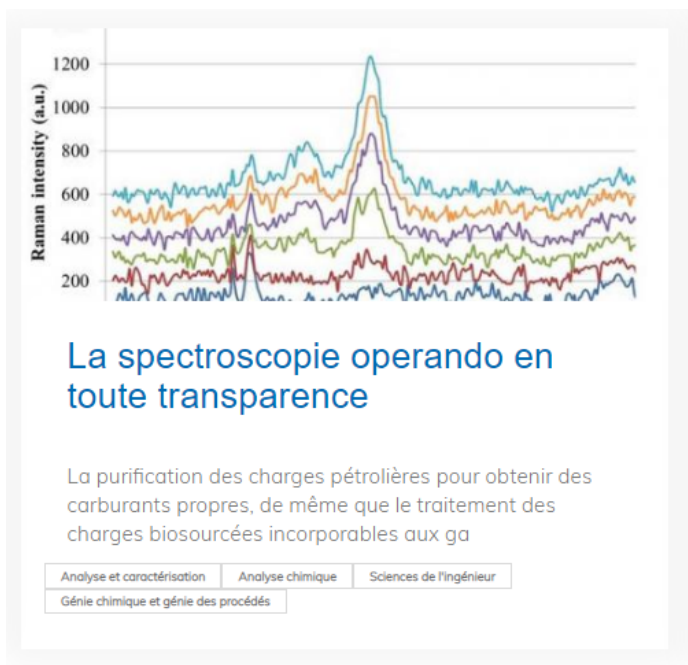 1200
1000
800
600
400
200
Raman intensity (a.u.)
La spectroscopie operando en
toute transparence
La purification des charges pétrolières pour obtenir des
carburants propres, de même que le traitement des
charges biosourcées incorporables aux ga
Analyse et caractérisation
Analyse chimique
Sciences de l'ingénieur
Génie chimique et génie des procédés